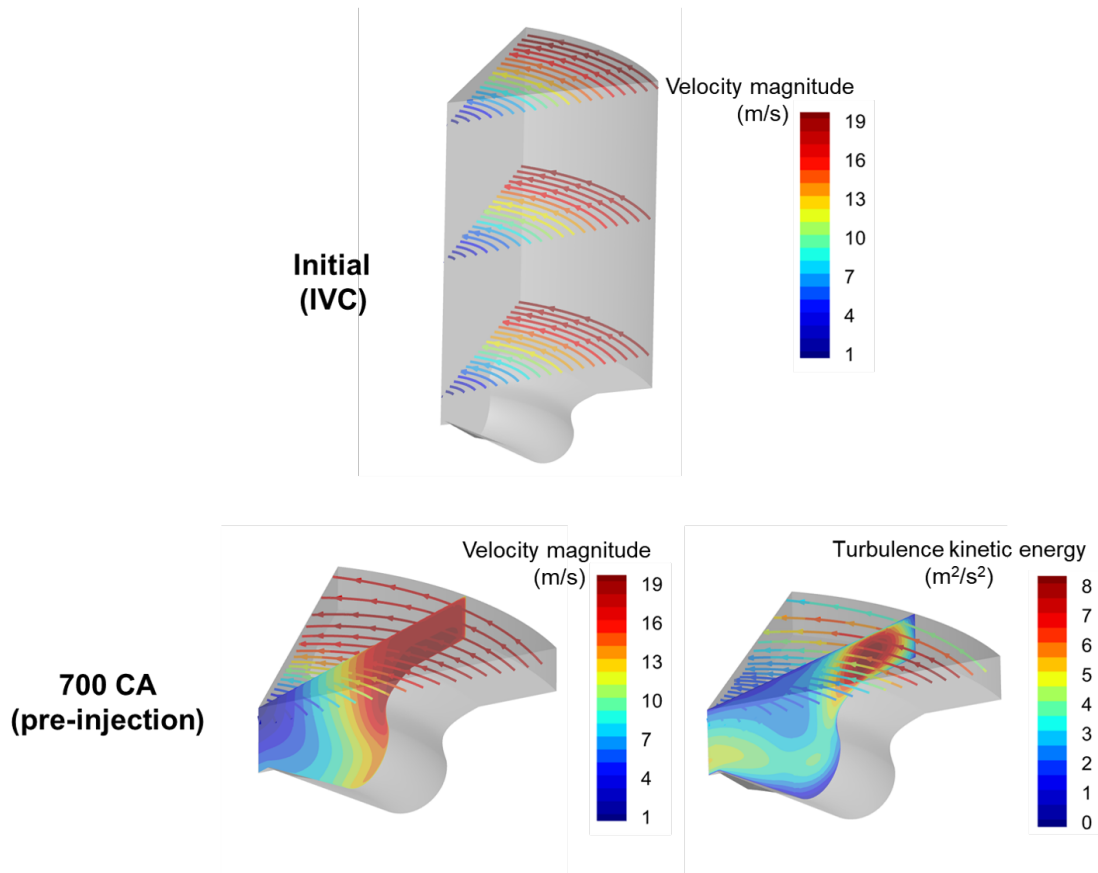 Velocity magnitude
(m/s)
19
16
13
10
7
4
1
Initial
(IVC)
Velocity magnitude
(m/s)
19
16
13
10
7
4
1
Turbulence kinetic energy
(m²/s²)
8
7
6
5
4
3
2
1
0
700 CA
(pre-injection)